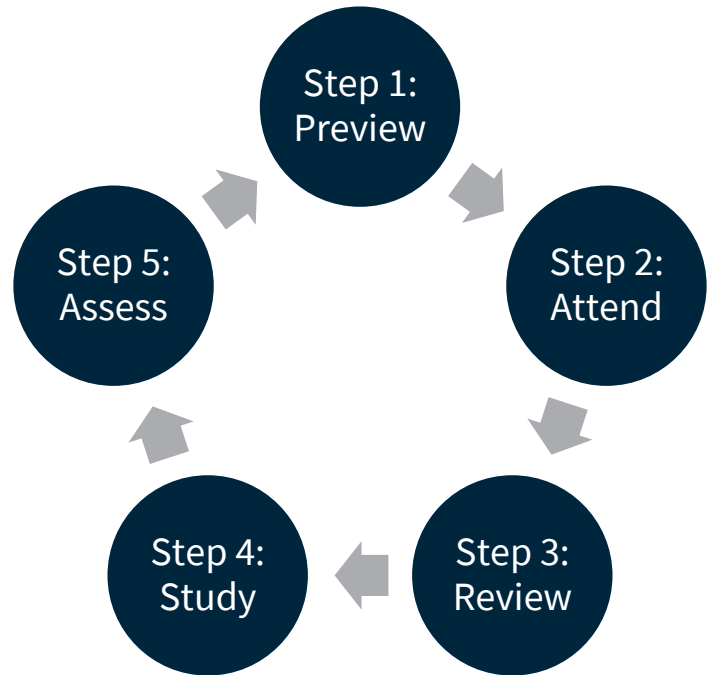 Step 1:
Preview
Step 2:
Attend
Step 3:
Review
Step 4:
Study
Step 5:
Assess